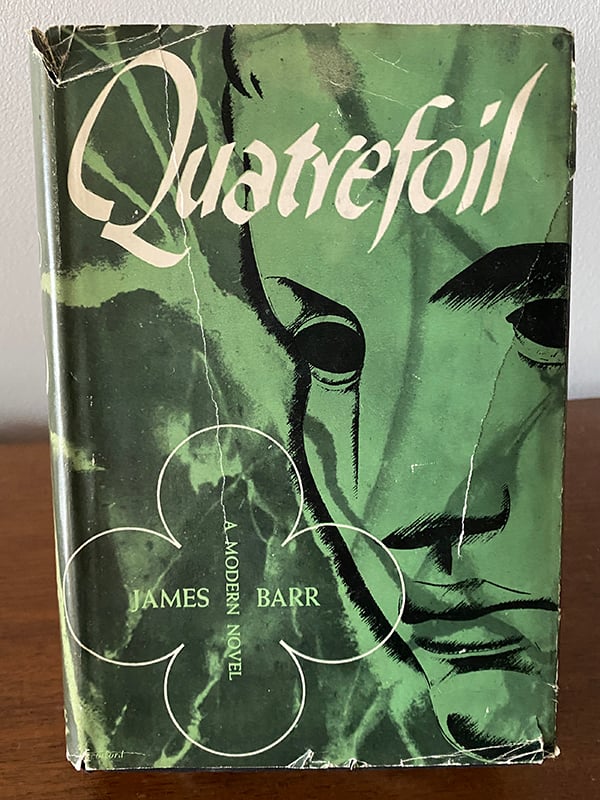 Quatrefoil
A MODERN NOVEL
JAMES BARR